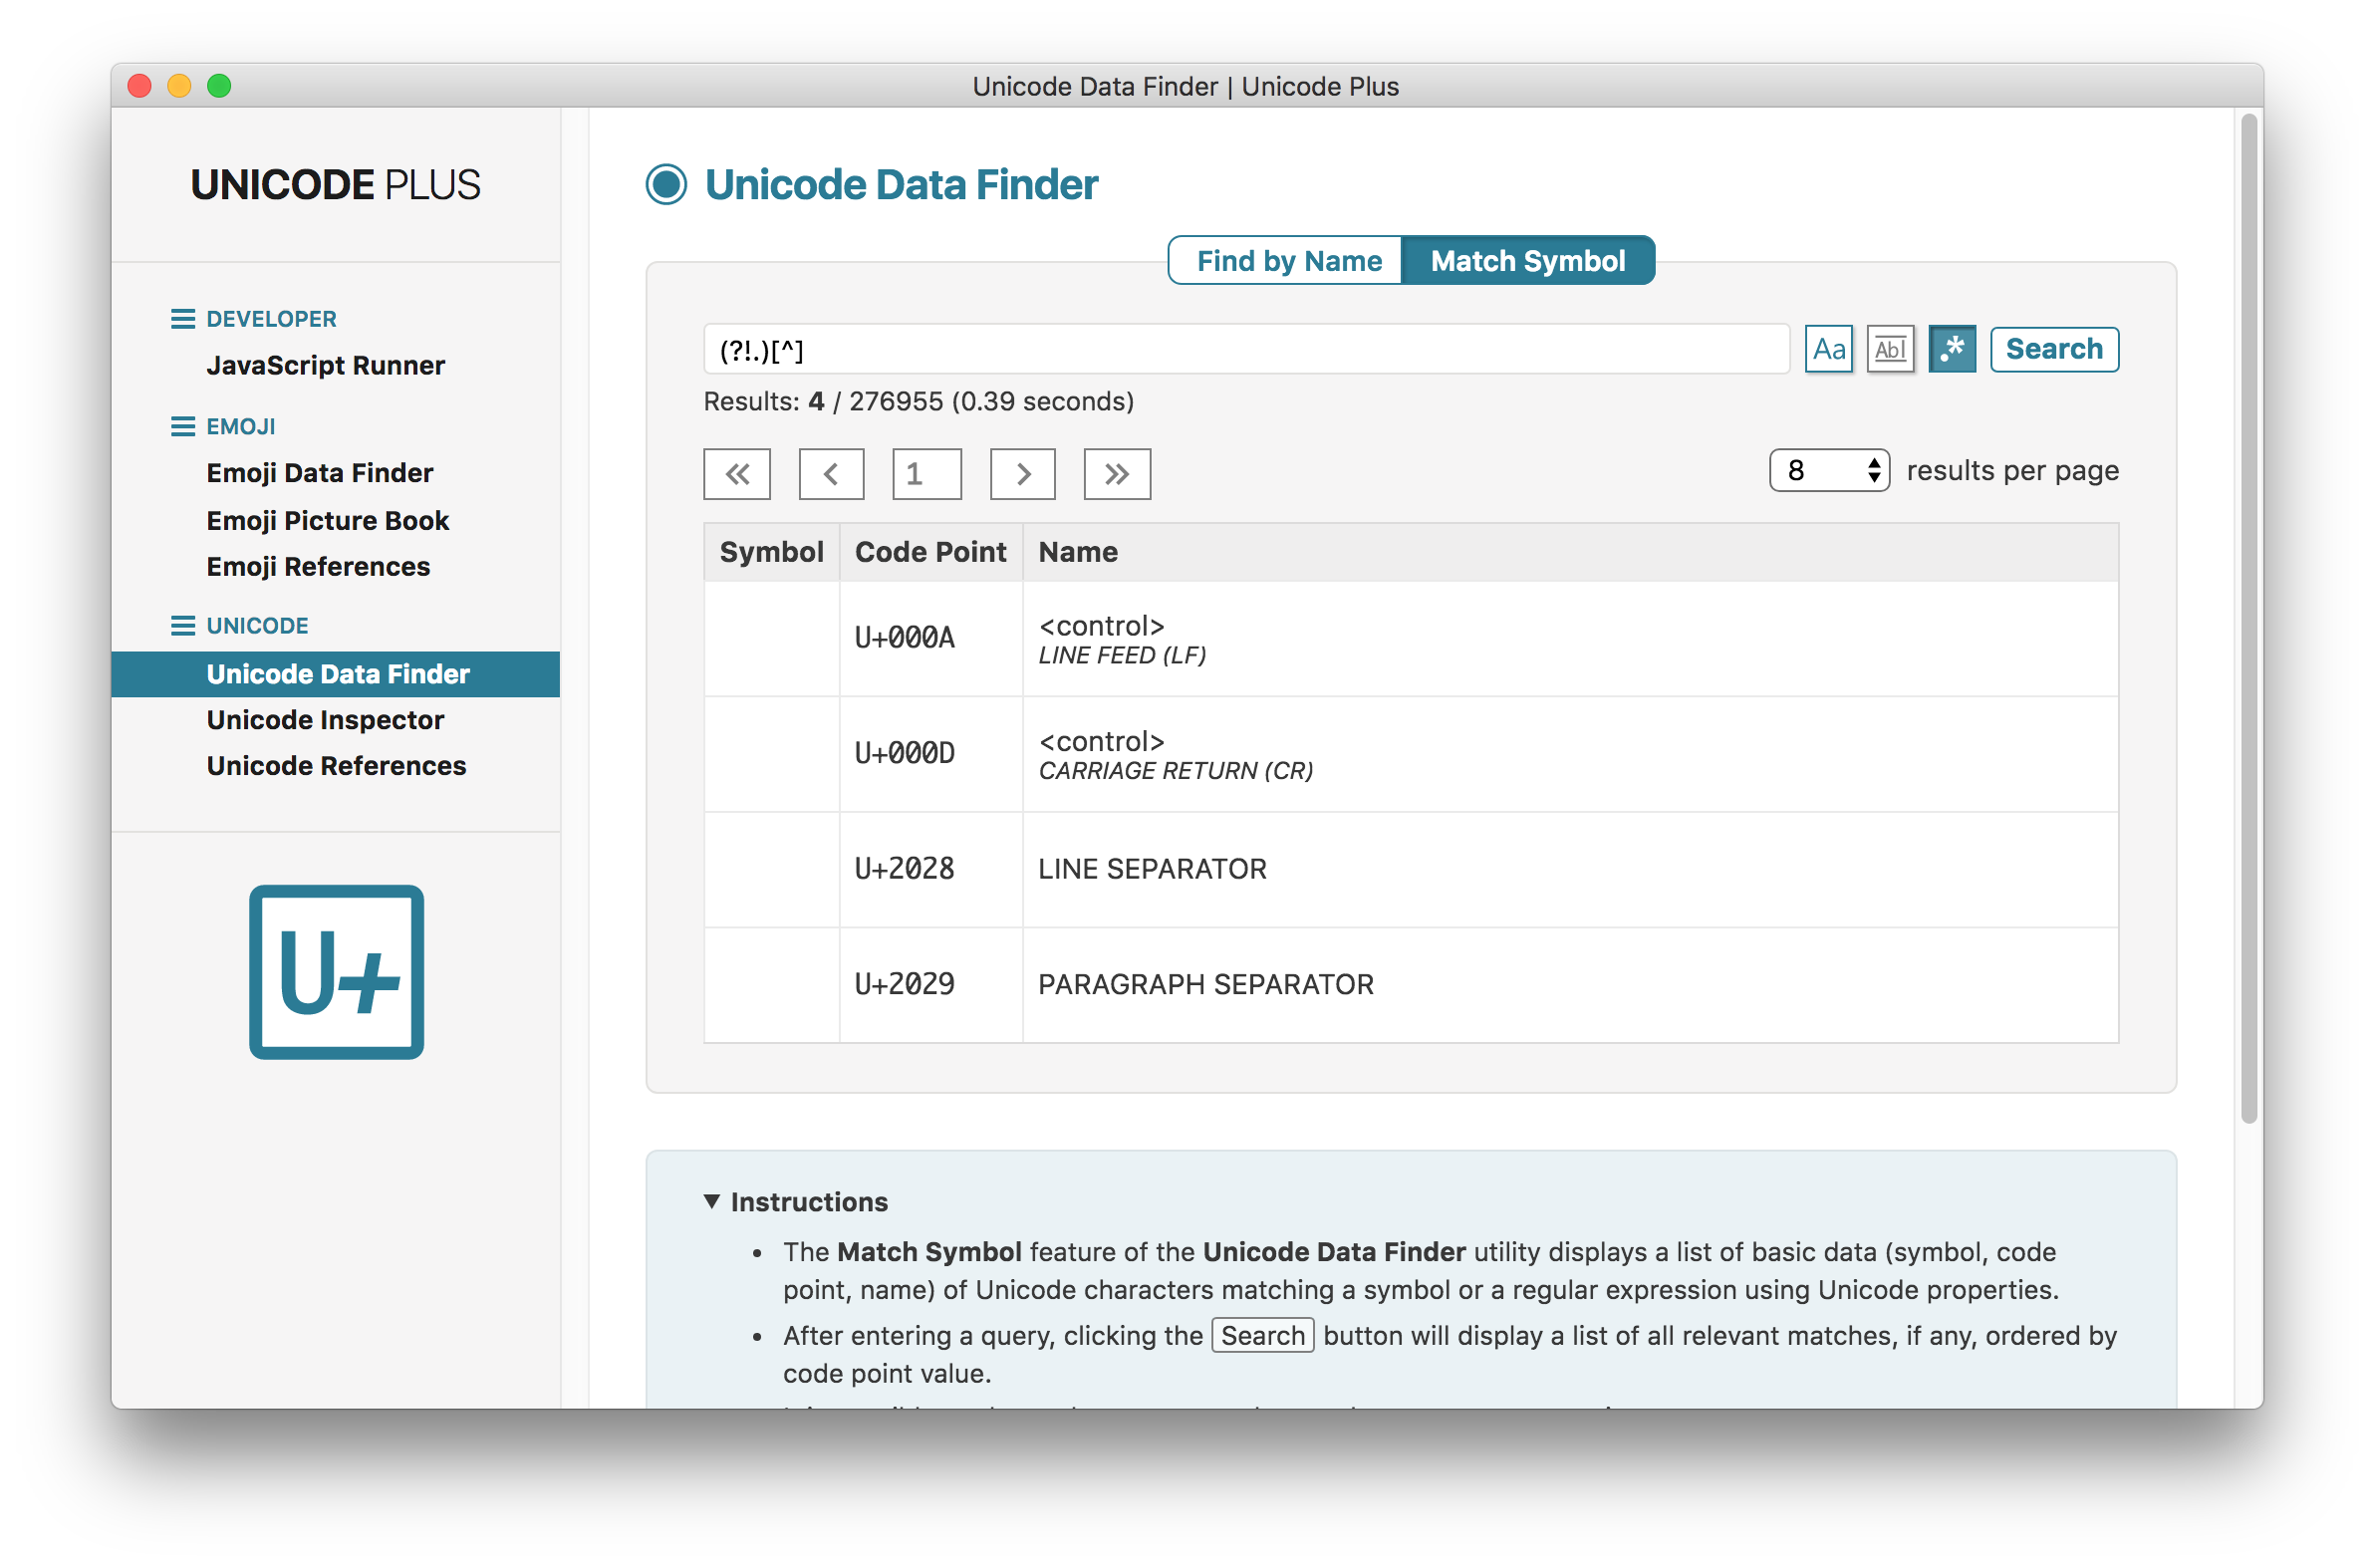 Unicode Data Finder | Unicode Plus
UNICODE PLUS
DEVELOPER
JavaScript Runner
EMOJI
Emoji Data Finder
Emoji Picture Book
Emoji References
UNICODE
Unicode Data Finder
Unicode Inspector
Unicode References
U+
Unicode Data Finder
Find by Name Match Symbol
(?!.)[^] Aa Abl .* Search
Results: 4 / 276955 (0.39 seconds)
« < 1 > » 8 results per page
Symbol Code Point Name
U+000A <control>
LINE FEED (LF)
U+000D <control>
CARRIAGE RETURN (CR)
U+2028 LINE SEPARATOR
U+2029 PARAGRAPH SEPARATOR
▼ Instructions
• The Match Symbol feature of the Unicode Data Finder utility displays a list of basic data (symbol, code
point, name) of Unicode characters matching a symbol or a regular expression using Unicode properties.
• After entering a query, clicking the Search button will display a list of all relevant matches, if any, ordered by
code point value.